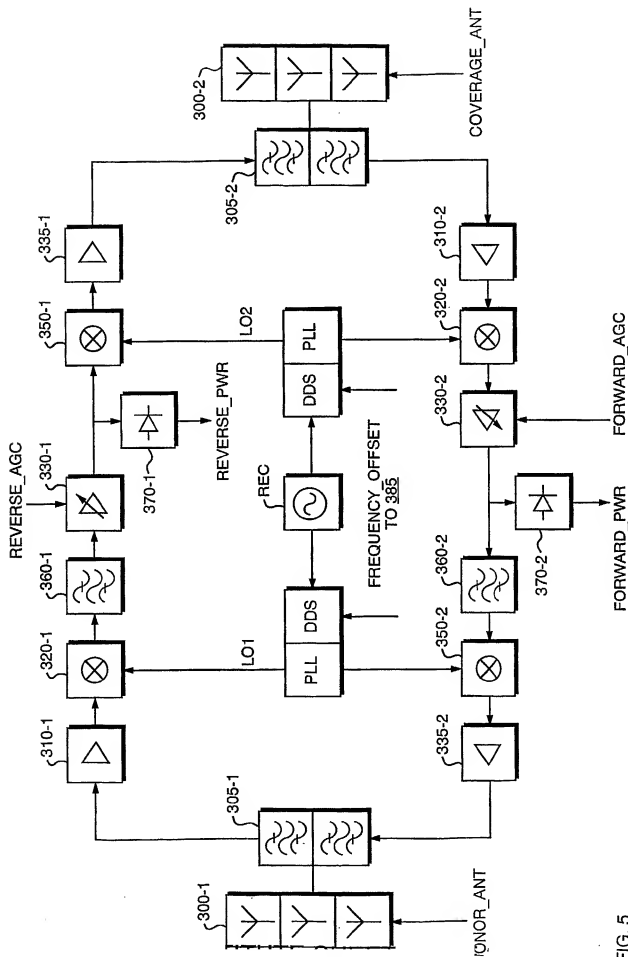 REVERSE_AGC
310-1
320-1
360-1
330-1
350-1
335-1
370-1
REVERSE_PWR
LO1
LO2
305-1
300-1
305-2
300-2
PLL
DDS
REC
DDS
PLL
FREQUENCY_OFFSET
TO 385
ONOR_ANT
COVERAGE_ANT
335-2
350-2
360-2
330-2
320-2
310-2
370-2
FORWARD_PWR
FORWARD_AGC
FIG. 5